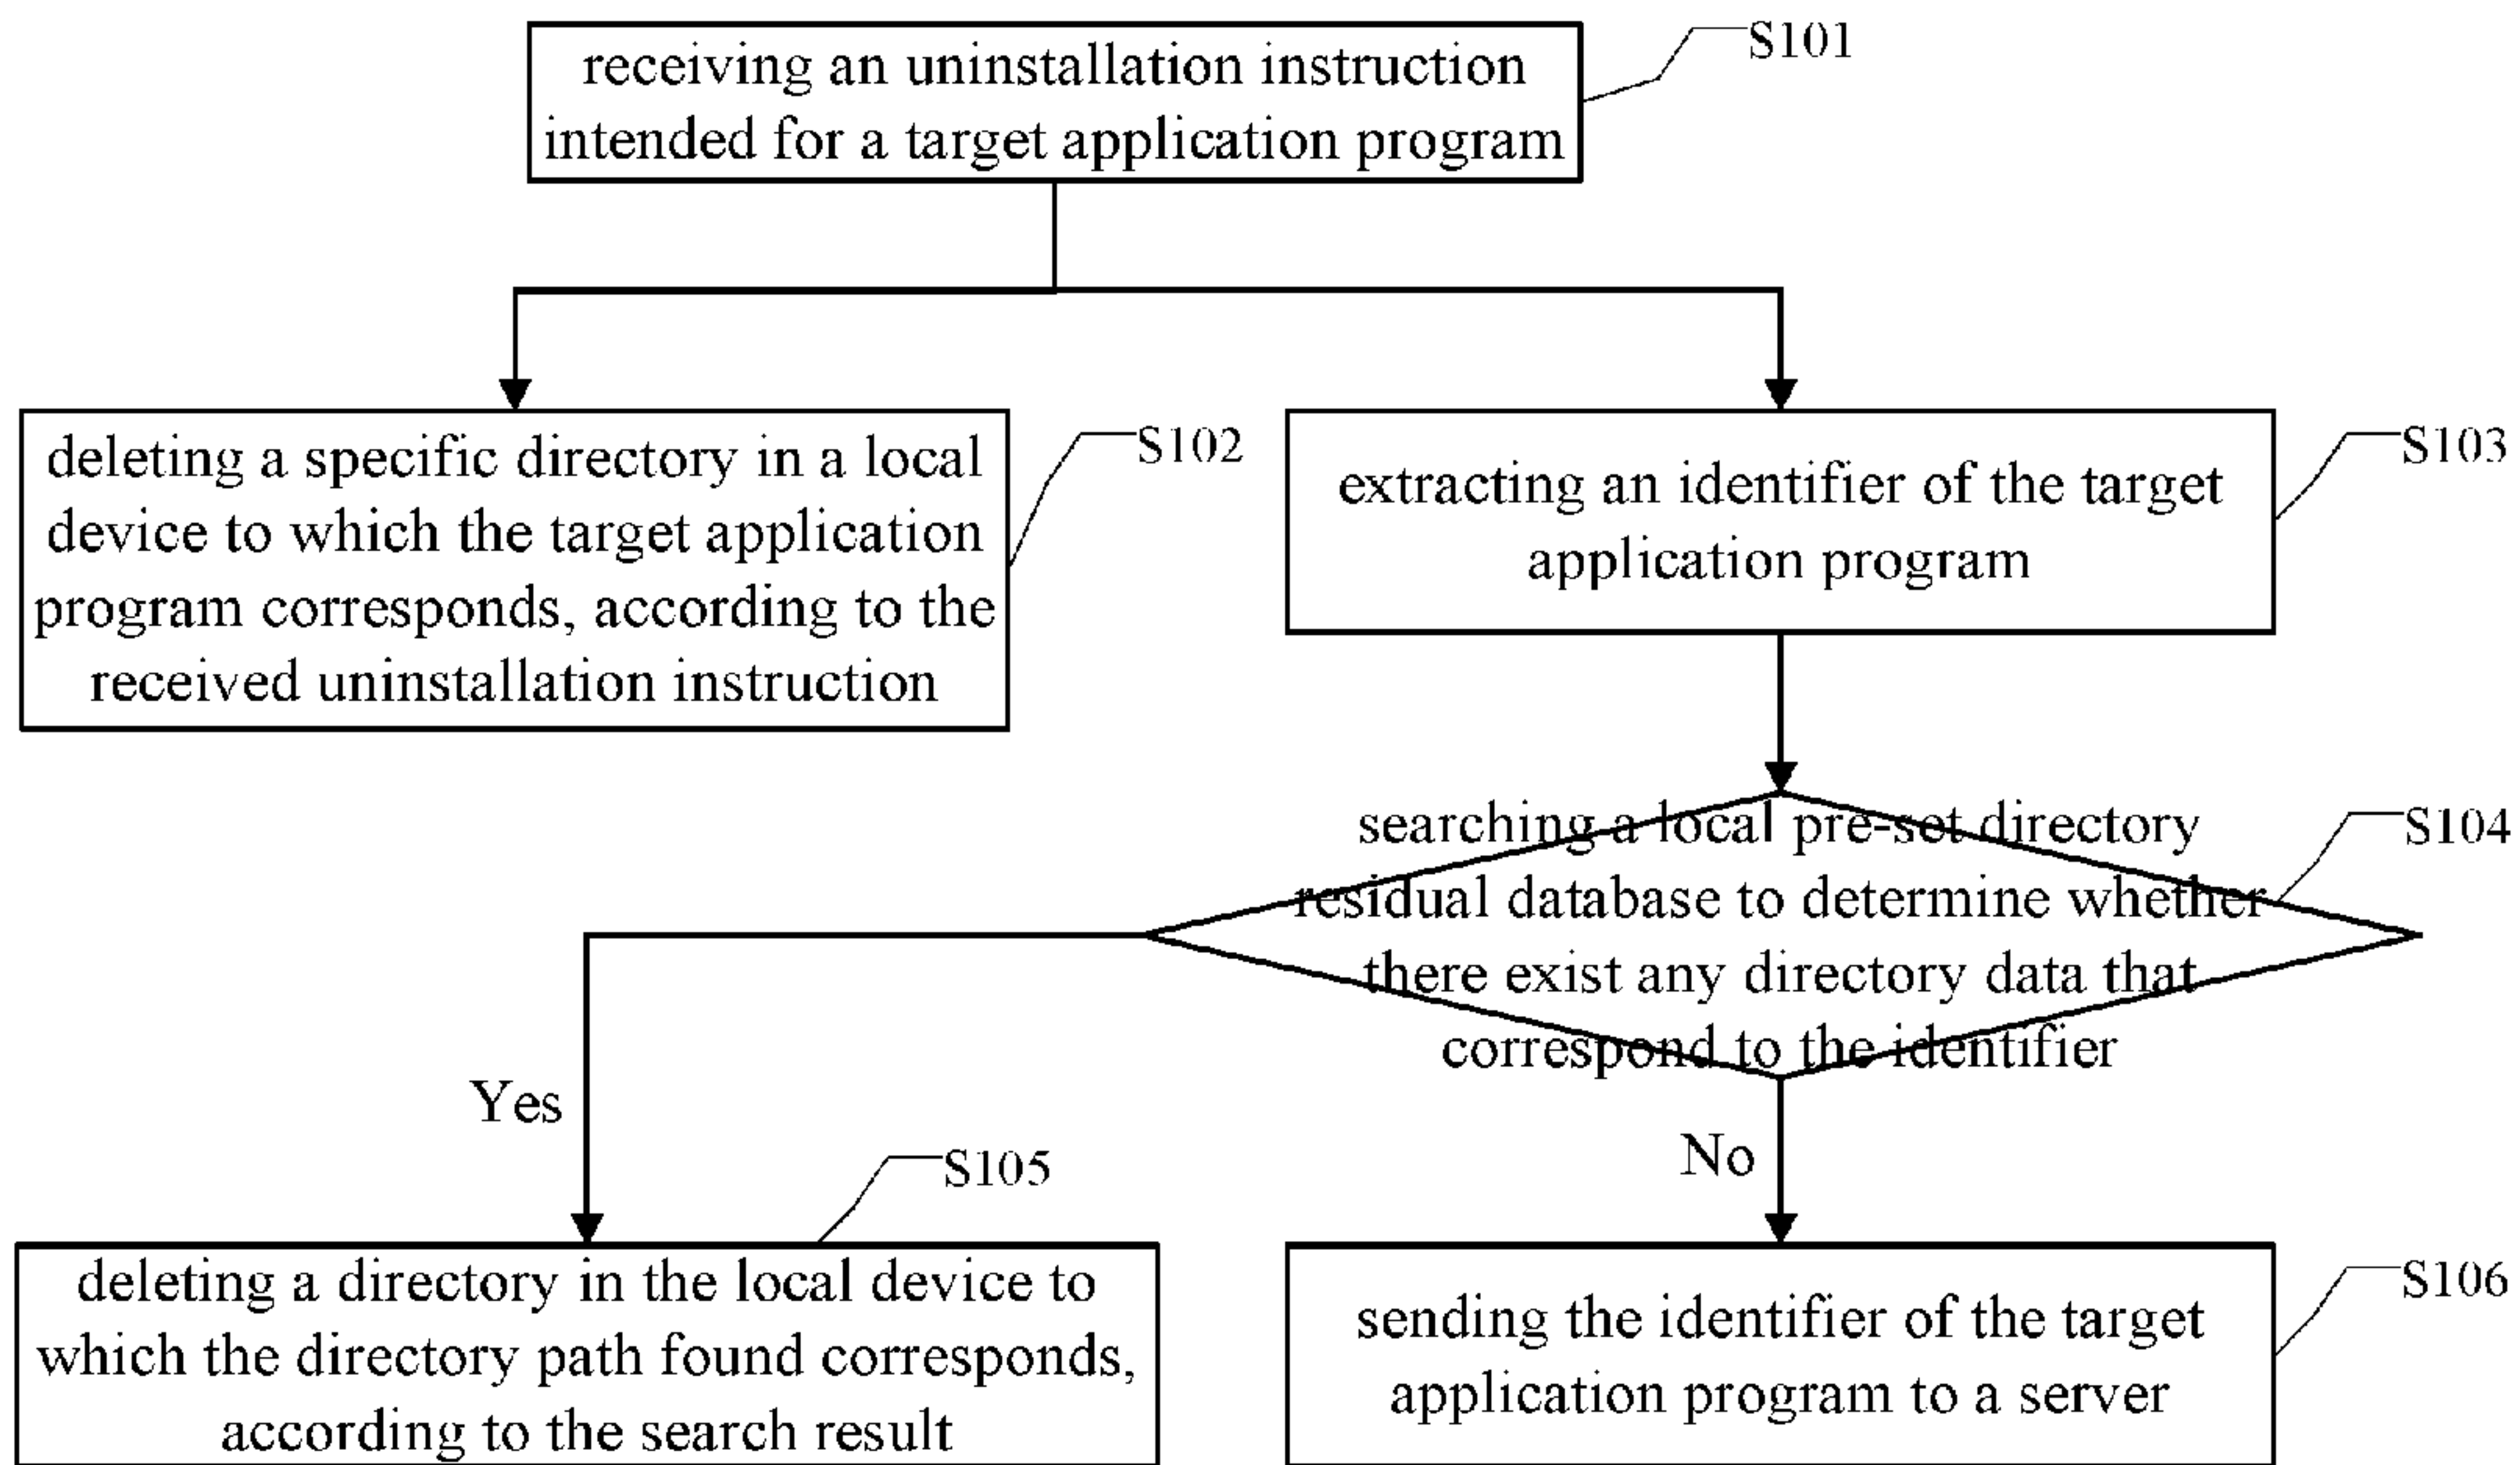 receiving an uninstallation instruction
intended for a target application program
S101
deleting a specific directory in a local
device to which the target application
program corresponds, according to the
received uninstallation instruction
S102
extracting an identifier of the target
application program
S103
searching a local pre-set directory
residual database to determine whether
there exist any directory data that
correspond to the identifier
S104
Yes
No
S105
deleting a directory in the local device to
which the directory path found corresponds,
according to the search result
sending the identifier of the target
application program to a server
S106